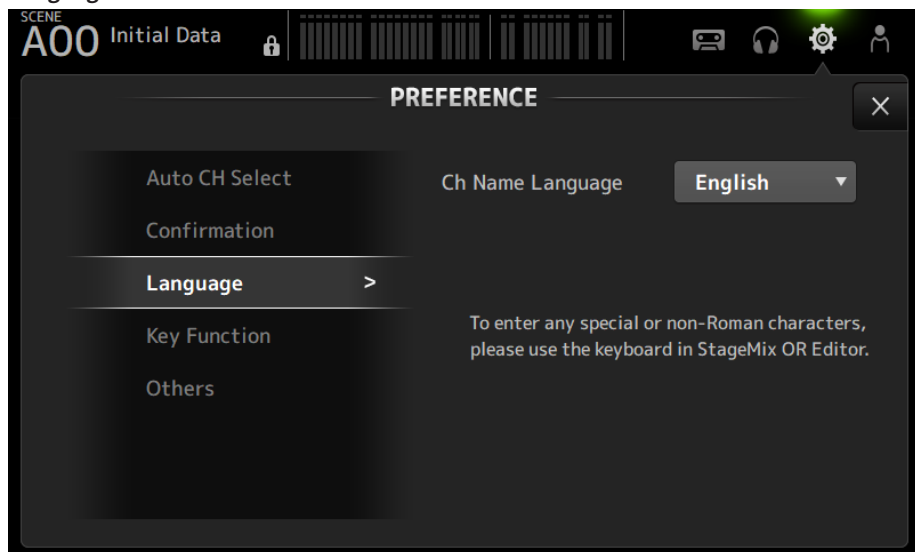 SCENE
A00 Initial Data
PREFERENCE
Auto CH Select
Confirmation
Language >
Key Function
Others
Ch Name Language English
To enter any special or non-Roman characters,
please use the keyboard in StageMix OR Editor.